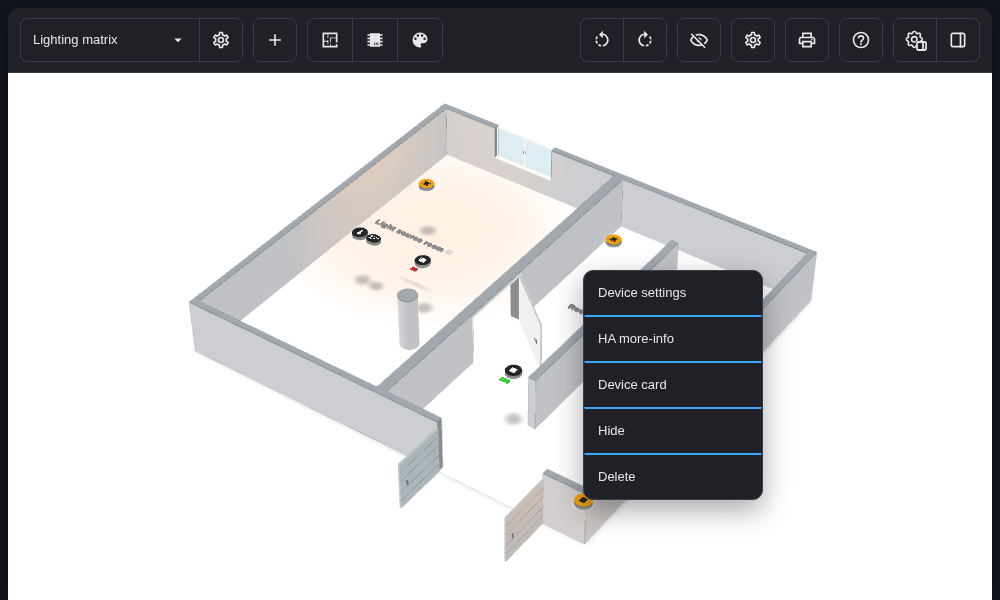 Lighting matrix
Light source room
Device settings
HA more-info
Device card
Hide
Delete